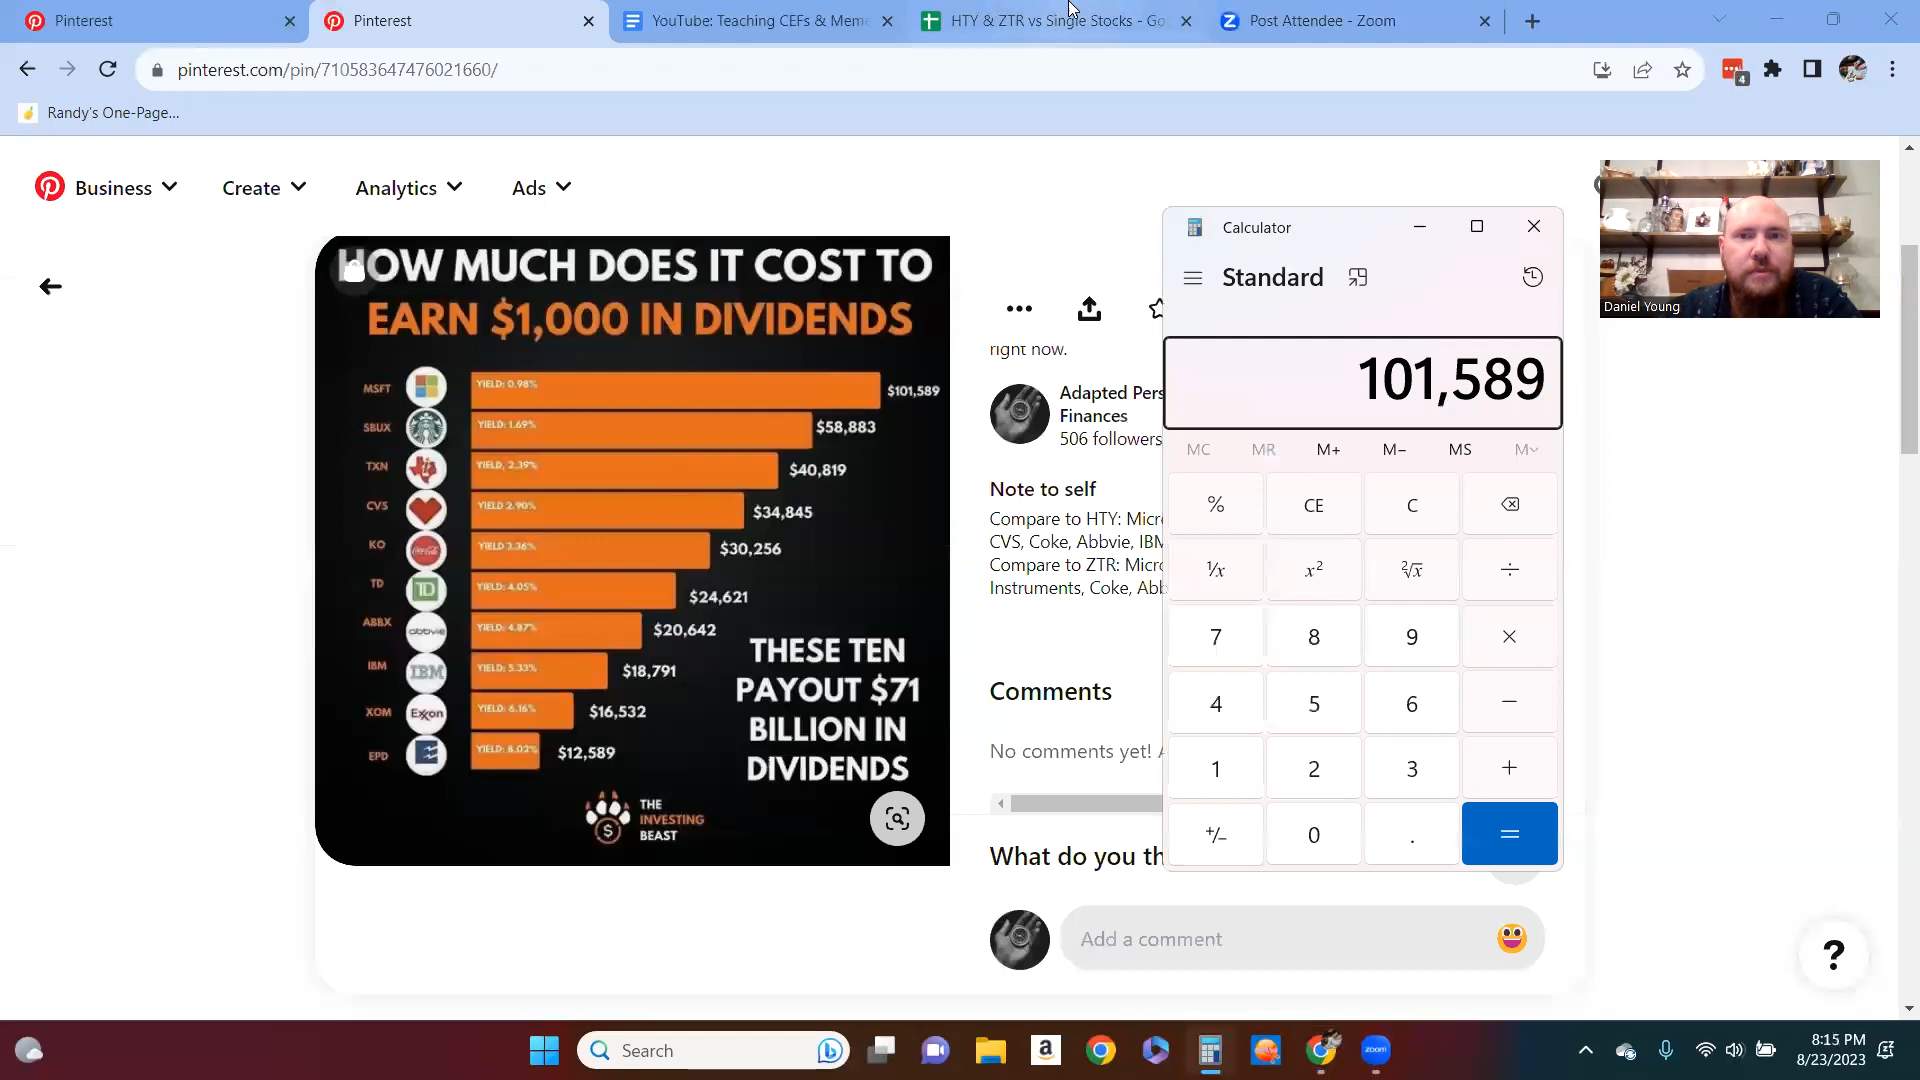 Pinterest
Pinterest
YouTube: Teaching CEFs & Meme
HTY & ZTR vs Single Stocks - Go
Post Attendee - Zoom
pinterest.com/pin/710583647476021660/
4
Randy's One-Page...
Business
Create
Analytics
Ads
HOW MUCH DOES IT COST TO
EARN $1,000 IN DIVIDENDS
MSFT YIELD: 0.98% $101,589
SBUX YIELD: 1.69% $58,883
TXN YIELD, 2.39% $40,819
CVS YIELD 2.90% $34,845
KO YIELD 3.36% $30,256
TD YIELD: 4.05% $24,621
ABBX abbvie YIELD: 4.87% $20,642
IBM IBM YIELD: 5.33% $18,791
XOM Exxon YIELD: 6.16% $16,532
EPD YIELD: 8.02% $12,589
THESE TEN
PAYOUT $71
BILLION IN
DIVIDENDS
THE
INVESTING
BEAST
right now.
Adapted Pers
Finances
506 followers
Note to self
Compare to HTY: Micr
CVS, Coke, Abbvie, IBM
Compare to ZTR: Micr
Instruments, Coke, Abb
Comments
No comments yet! A
What do you th
Add a comment
Calculator
Standard
101,589
MC MR M+ M- MS M
% CE C
1/x x² ²√x ÷
7 8 9 ×
4 5 6 −
1 2 3 +
+/- 0 . =
Daniel Young
?
Search
zoom
8:15 PM
8/23/2023